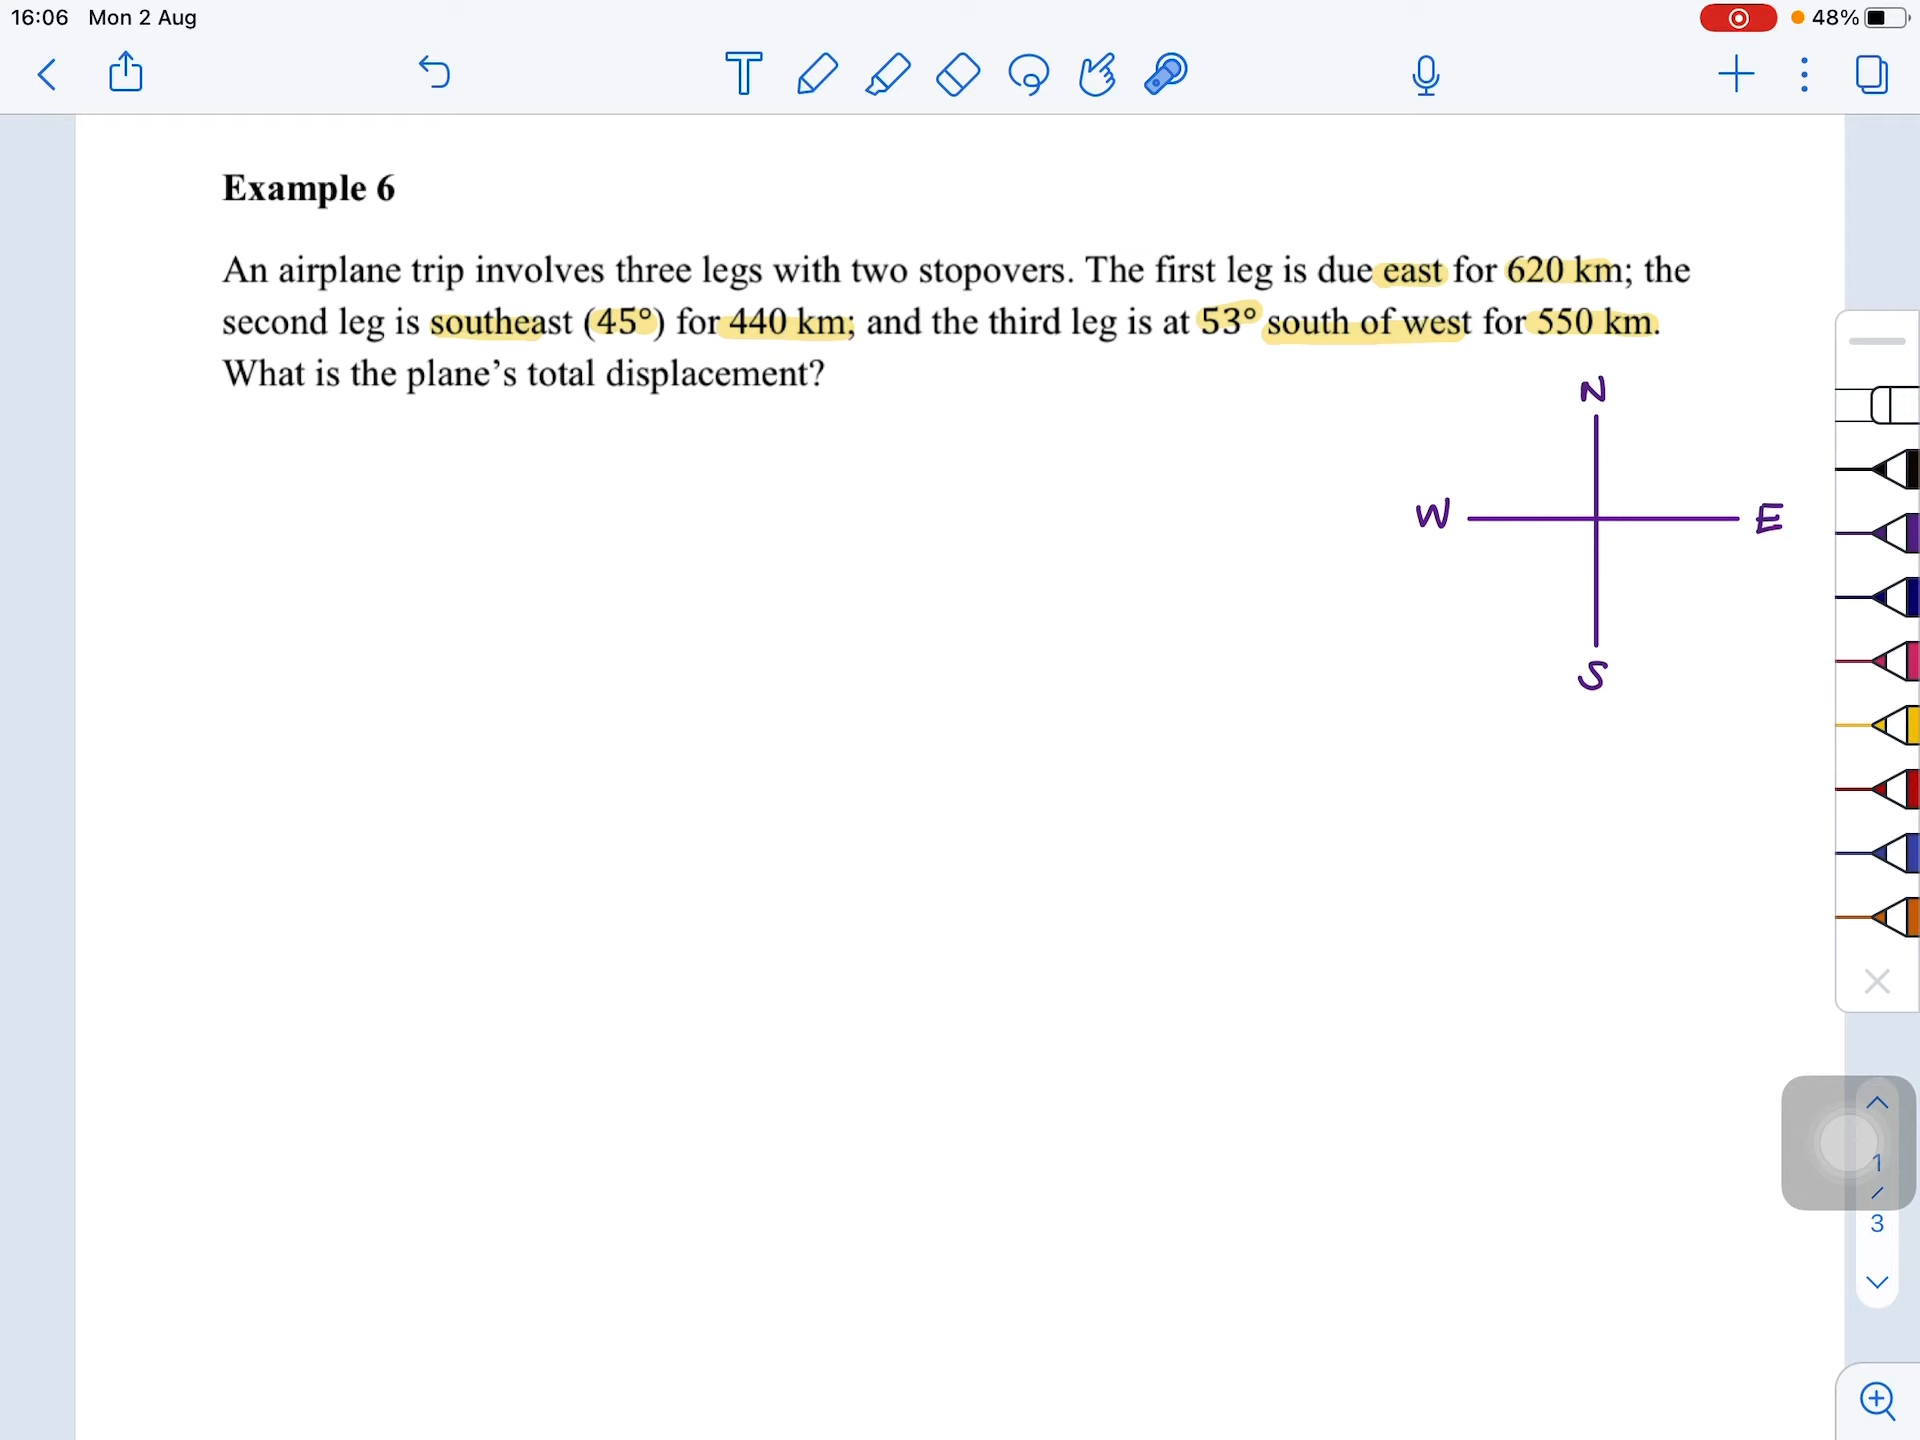 16:06 Mon 2 Aug
48%
T
Example 6
An airplane trip involves three legs with two stopovers. The first leg is due east for 620 km; the
second leg is southeast (45°) for 440 km; and the third leg is at 53° south of west for 550 km.
What is the plane’s total displacement?
N
W E
S
1
/
3